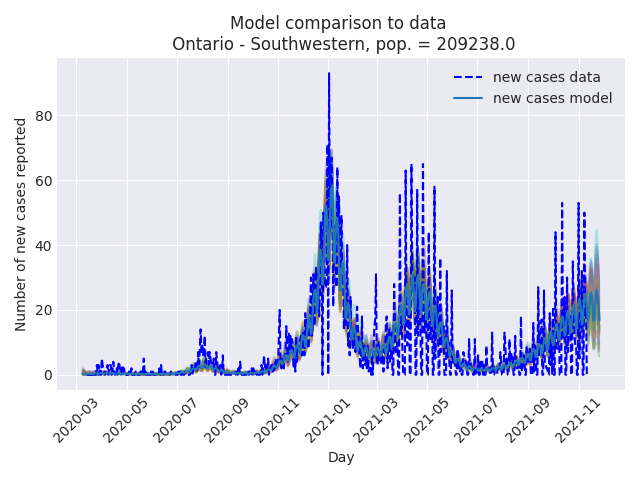 Model comparison to data
Ontario - Southwestern, pop. = 209238.0
new cases data
new cases model
Number of new cases reported
80
60
40
20
0
2020-03
2020-05
2020-07
2020-09
2020-11
2021-01
2021-03
2021-05
2021-07
2021-09
2021-11
Day